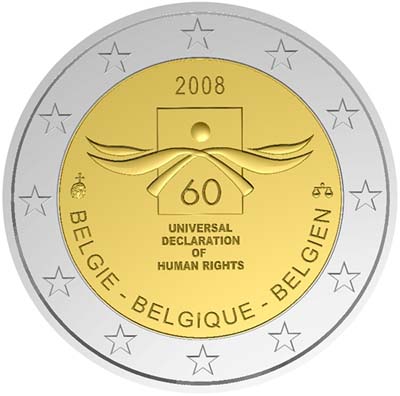 2008
60
UNIVERSAL
DECLARATION
OF
HUMAN RIGHTS
BELGIE - BELGIQUE - BELGIEN